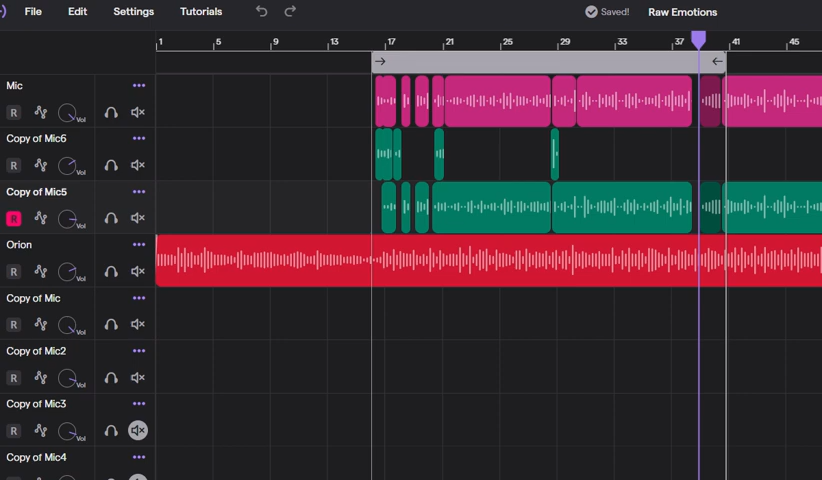 File Edit Settings Tutorials Saved! Raw Emotions
1 5 9 13 17 21 25 29 33 37 41 45
Mic
R Vol
Copy of Mic6
R Vol
Copy of Mic5
R Vol
Orion
R Vol
Copy of Mic
R Vol
Copy of Mic2
R Vol
Copy of Mic3
R Vol
Copy of Mic4